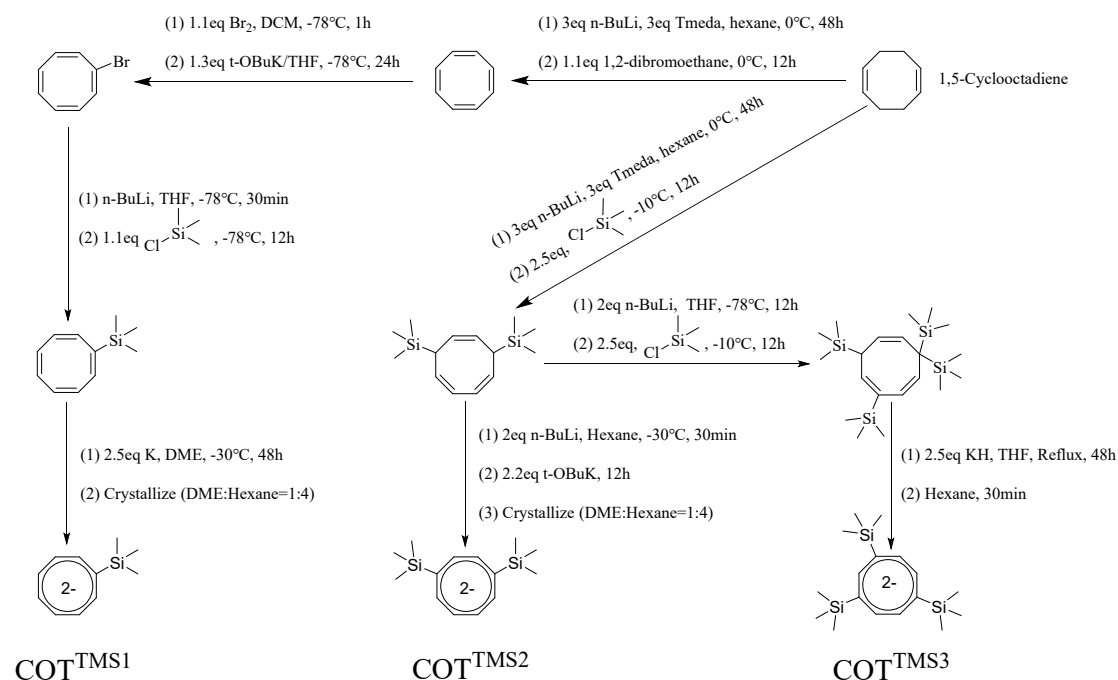 (1) 1.1eq Br2, DCM, -78℃, 1h
(2) 1.3eq t-OBuK/THF, -78℃, 24h
(1) 3eq n-BuLi, 3eq Tmeda, hexane, 0℃, 48h
(2) 1.1eq 1,2-dibromoethane, 0℃, 12h
Br
1,5-Cyclooctadiene
(1) n-BuLi, THF, -78℃, 30min
(2) 1.1eq Cl Si , -78℃, 12h
(1) 3eq n-BuLi, 3eq Tmeda, hexane, 0℃, 48h
(2) 2.5eq, Cl Si , -10℃, 12h
Si
Si
Si
(1) 2eq n-BuLi, THF, -78℃, 12h
(2) 2.5eq, Cl Si , -10℃, 12h
Si
Si
Si
Si
(1) 2.5eq K, DME, -30℃, 48h
(2) Crystallize (DME:Hexane=1:4)
(1) 2eq n-BuLi, Hexane, -30℃, 30min
(2) 2.2eq t-OBuK, 12h
(3) Crystallize (DME:Hexane=1:4)
(1) 2.5eq KH, THF, Reflux, 48h
(2) Hexane, 30min
Si
2-
Si
Si
2-
Si
Si
Si
2-
COTTMS1
COTTMS2
COTTMS3